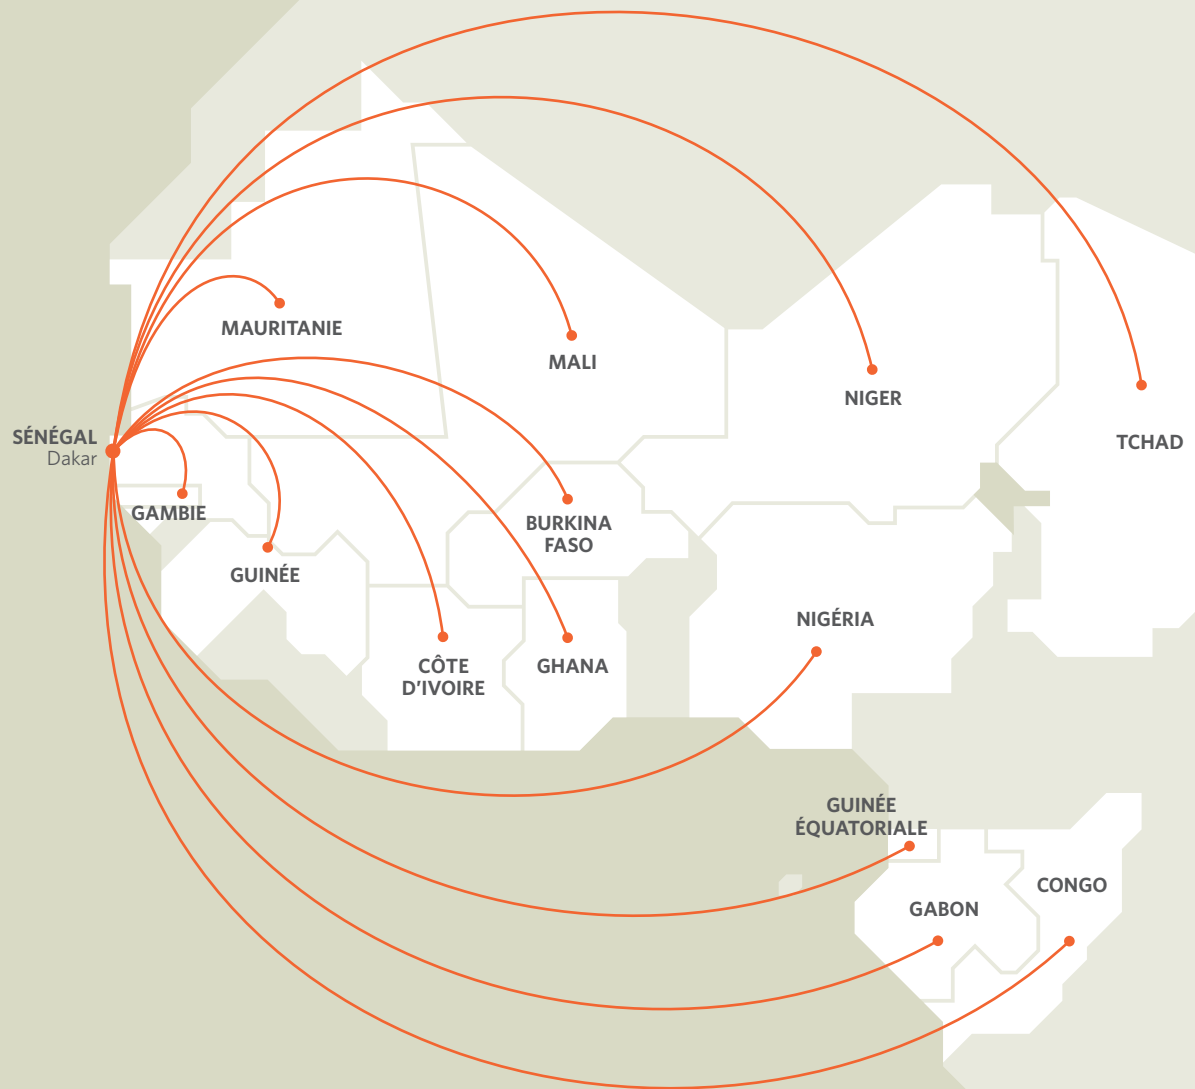 MAURITANIE
MALI
NIGER
TCHAD
SÉNÉGAL
Dakar
GAMBIE
BURKINA
FASO
GUINÉE
NIGÉRIA
CÔTE
D'IVOIRE
GHANA
GUINÉE
ÉQUATORIALE
CONGO
GABON